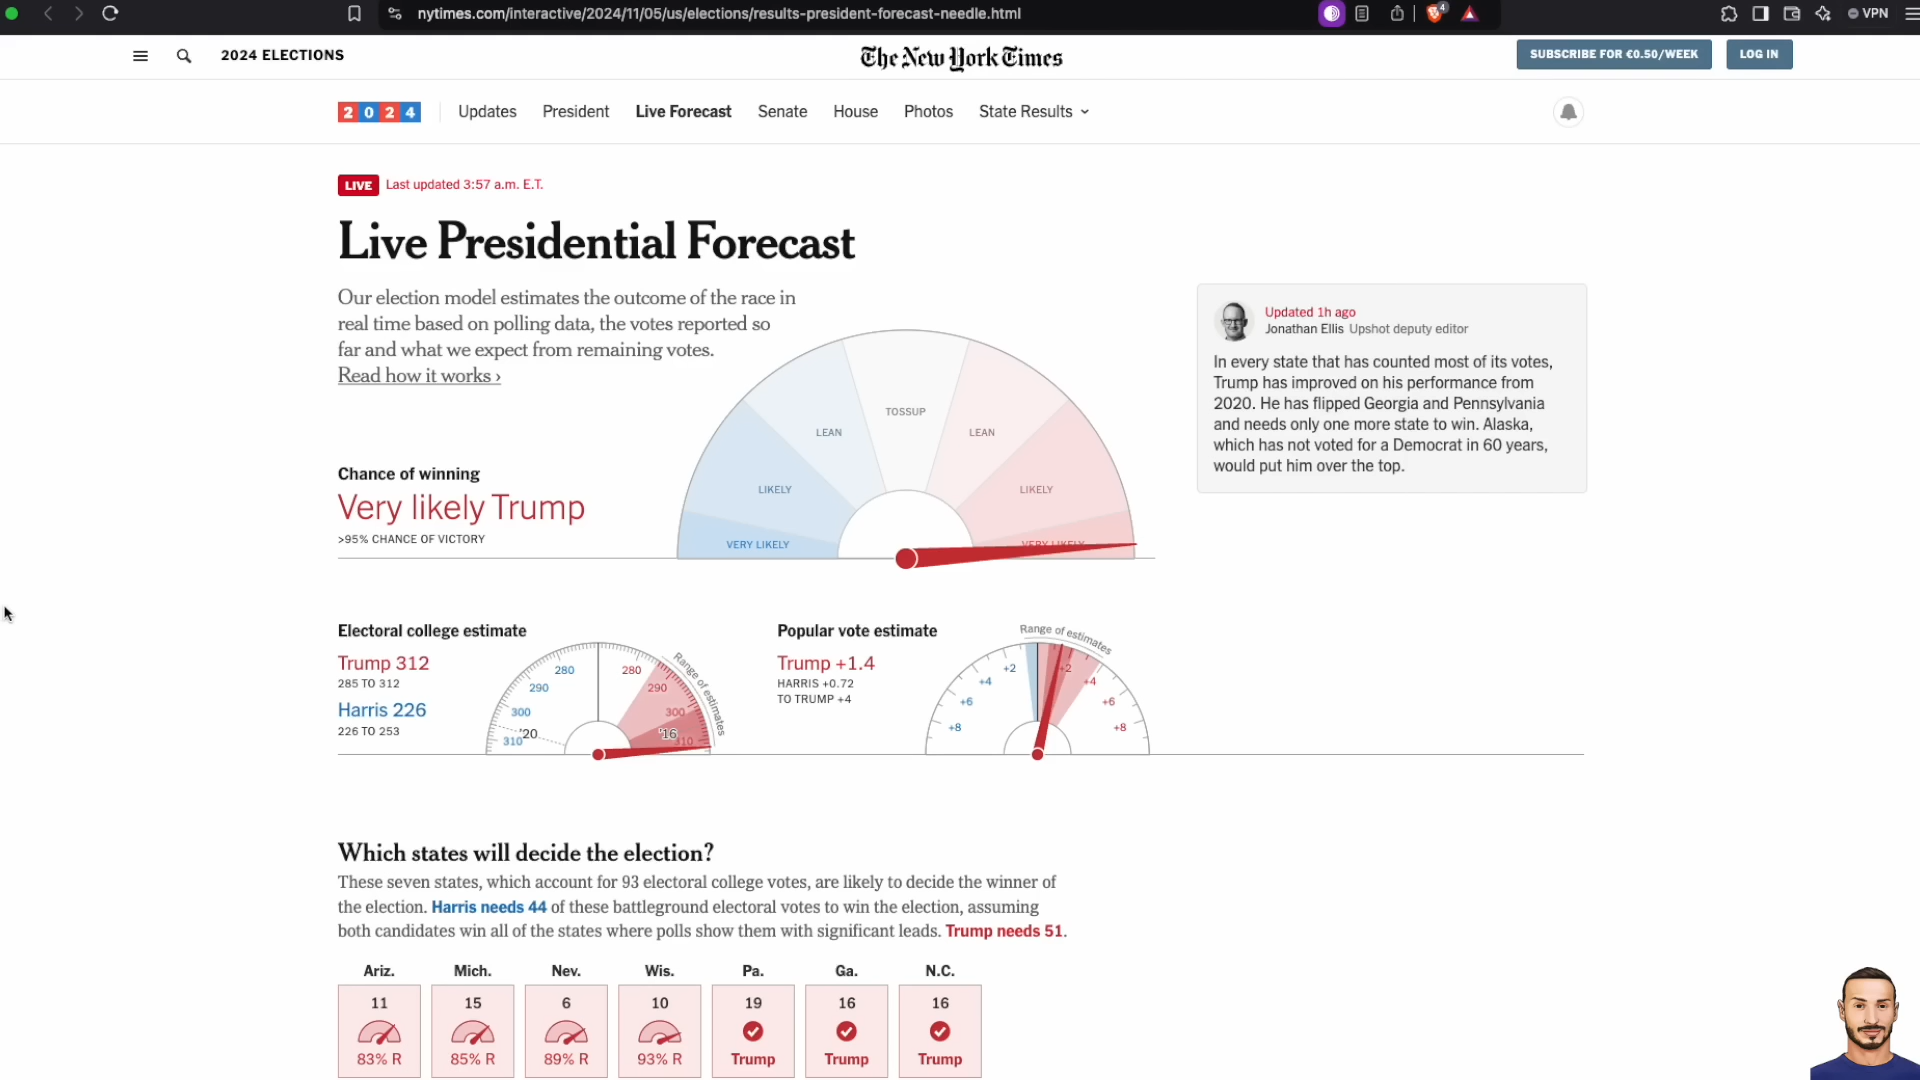 nytimes.com/interactive/2024/11/05/us/elections/results-president-forecast-needle.html
4
VPN
2024 ELECTIONS
The New York Times
SUBSCRIBE FOR €0.50/WEEK
LOG IN
2024
Updates
President
Live Forecast
Senate
House
Photos
State Results
LIVE
Last updated 3:57 a.m. E.T.
Live Presidential Forecast
Our election model estimates the outcome of the race in
real time based on polling data, the votes reported so
far and what we expect from remaining votes.
Read how it works ›
Updated 1h ago
Jonathan Ellis Upshot deputy editor
In every state that has counted most of its votes,
Trump has improved on his performance from
2020. He has flipped Georgia and Pennsylvania
and needs only one more state to win. Alaska,
which has not voted for a Democrat in 60 years,
would put him over the top.
Chance of winning
Very likely Trump
>95% CHANCE OF VICTORY
VERY LIKELY
LIKELY
LEAN
TOSSUP
LEAN
LIKELY
VERY LIKELY
Electoral college estimate
Trump 312
285 TO 312
Harris 226
226 TO 253
310
'20
300
290
280
280
290
300
'16
310
Range of estimates
Popular vote estimate
Trump +1.4
HARRIS +0.72
TO TRUMP +4
+8
+6
+4
+2
+2
+4
+6
+8
Range of estimates
Which states will decide the election?
These seven states, which account for 93 electoral college votes, are likely to decide the winner of
the election. Harris needs 44 of these battleground electoral votes to win the election, assuming
both candidates win all of the states where polls show them with significant leads. Trump needs 51.
Ariz. Mich. Nev. Wis. Pa. Ga. N.C.
11 15 6 10 19 16 16
83% R 85% R 89% R 93% R Trump Trump Trump